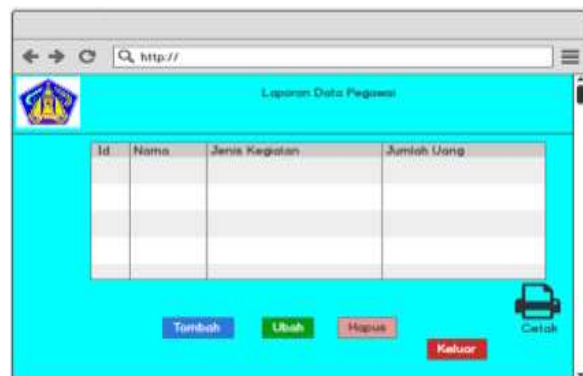 http://
Laporan Data Pegawai
Id Nama Jenis Kegiatan Jumlah Uang
Cetak
Tambah Ubah Hapus
Keluar